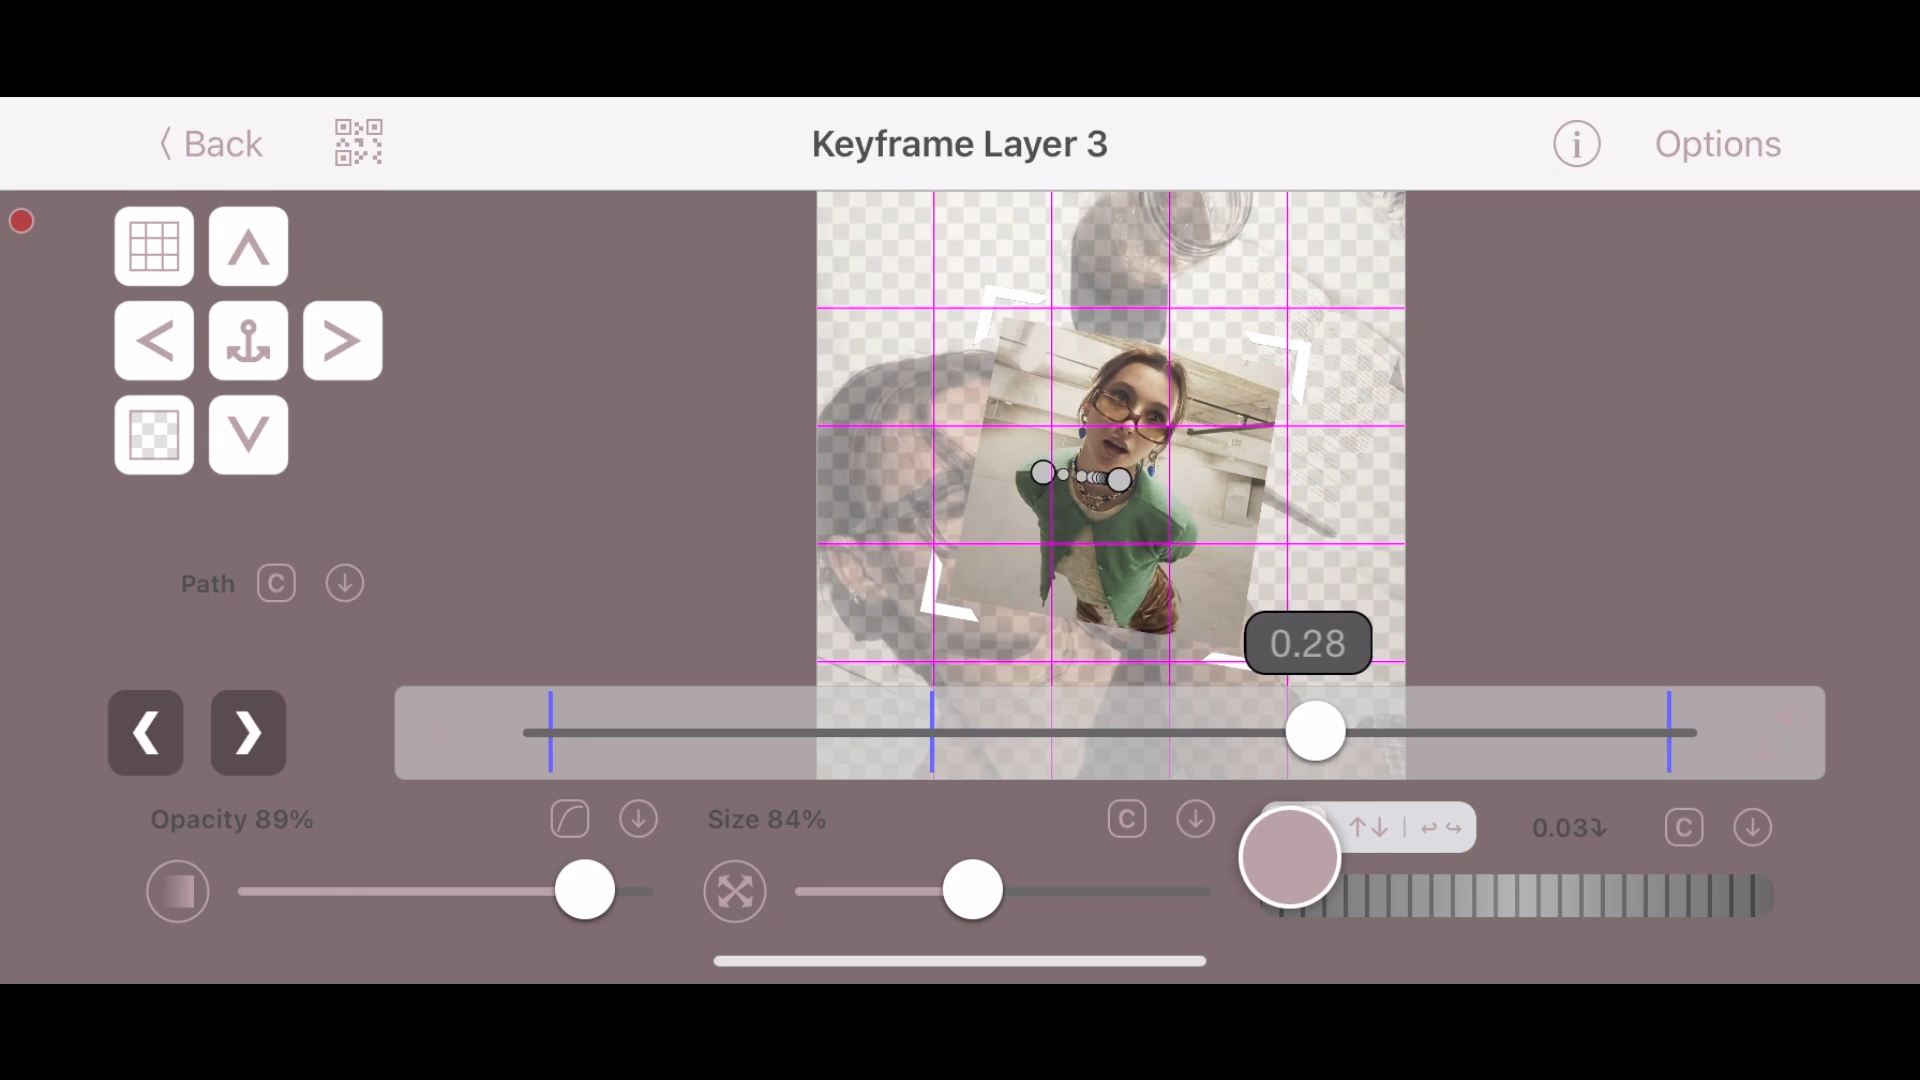 Back
Keyframe Layer 3
Options
Path C
0.28
Opacity 89%
Size 84%
C
0.03
C